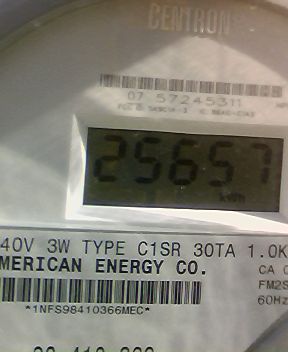 CENTRON
07 57245311
25657
kWh
40V 3W TYPE C1SR 30TA 1.0K
MERICAN ENERGY CO.
CA 0
FM2S
60Hz
*1NFS98410366MEC*